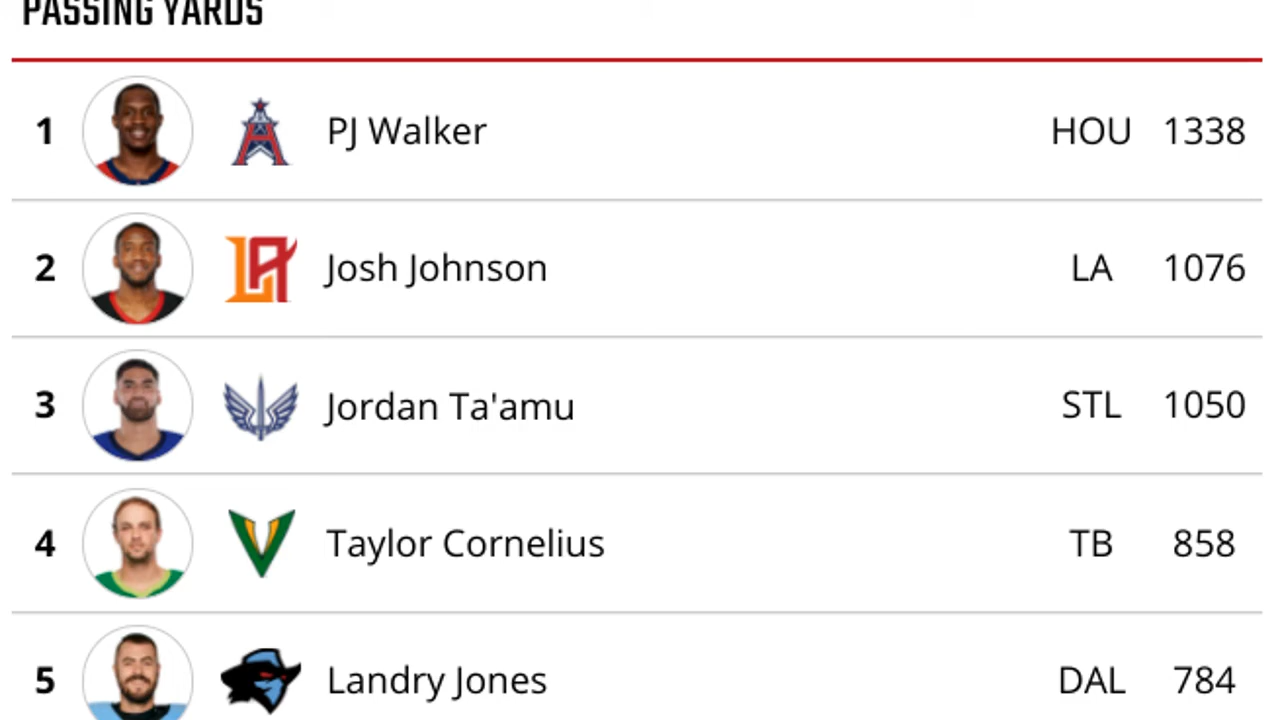 PASSING YARDS
1 PJ Walker HOU 1338
2 Josh Johnson LA 1076
3 Jordan Ta'amu STL 1050
4 Taylor Cornelius TB 858
5 Landry Jones DAL 784